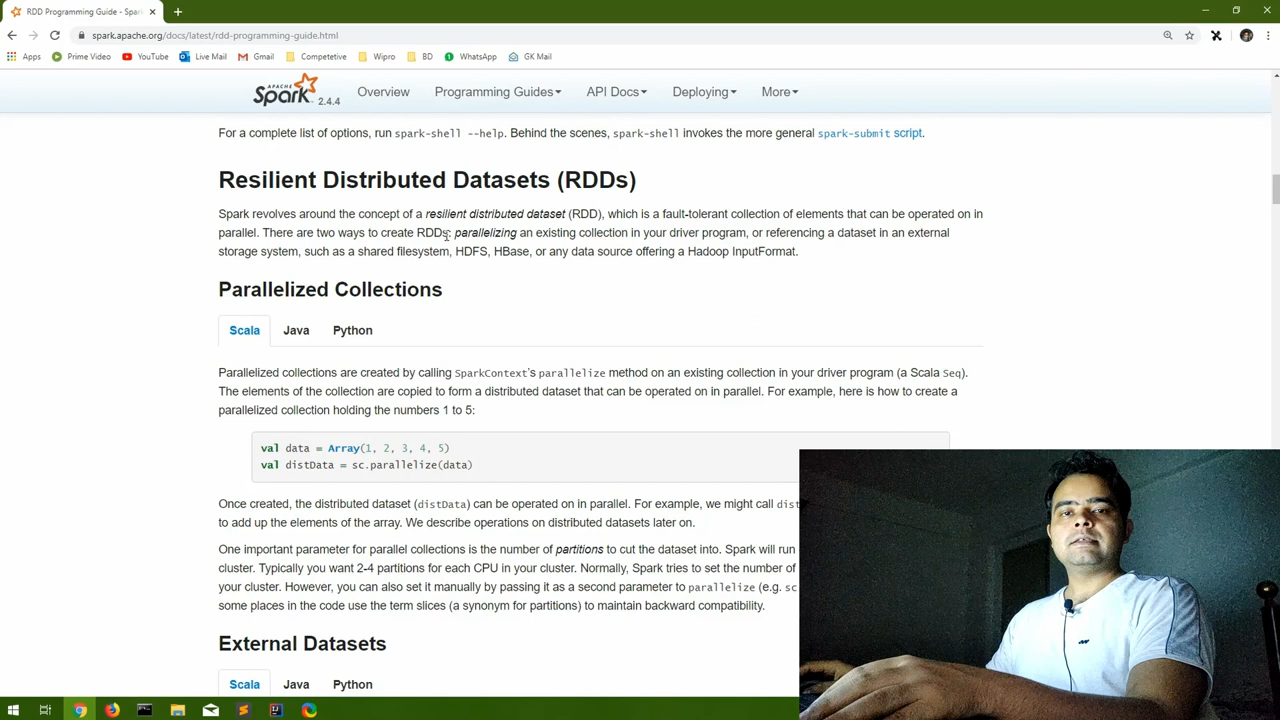 RDD Programming Guide - Spar
spark.apache.org/docs/latest/rdd-programming-guide.html
Apps Prime Video YouTube Live Mail Gmail Competetive Wipro BD WhatsApp GK Mail
APACHE Spark 2.4.4 Overview Programming Guides API Docs Deploying More
For a complete list of options, run spark-shell --help. Behind the scenes, spark-shell invokes the more general spark-submit script.
Resilient Distributed Datasets (RDDs)
Spark revolves around the concept of a resilient distributed dataset (RDD), which is a fault-tolerant collection of elements that can be operated on in
parallel. There are two ways to create RDDs: parallelizing an existing collection in your driver program, or referencing a dataset in an external
storage system, such as a shared filesystem, HDFS, HBase, or any data source offering a Hadoop InputFormat.
Parallelized Collections
Scala Java Python
Parallelized collections are created by calling SparkContext's parallelize method on an existing collection in your driver program (a Scala Seq).
The elements of the collection are copied to form a distributed dataset that can be operated on in parallel. For example, here is how to create a
parallelized collection holding the numbers 1 to 5:
val data = Array(1, 2, 3, 4, 5)
val distData = sc.parallelize(data)
Once created, the distributed dataset (distData) can be operated on in parallel. For example, we might call dist
to add up the elements of the array. We describe operations on distributed datasets later on.
One important parameter for parallel collections is the number of partitions to cut the dataset into. Spark will run
cluster. Typically you want 2-4 partitions for each CPU in your cluster. Normally, Spark tries to set the number of
your cluster. However, you can also set it manually by passing it as a second parameter to parallelize (e.g. sc
some places in the code use the term slices (a synonym for partitions) to maintain backward compatibility.
External Datasets
Scala Java Python